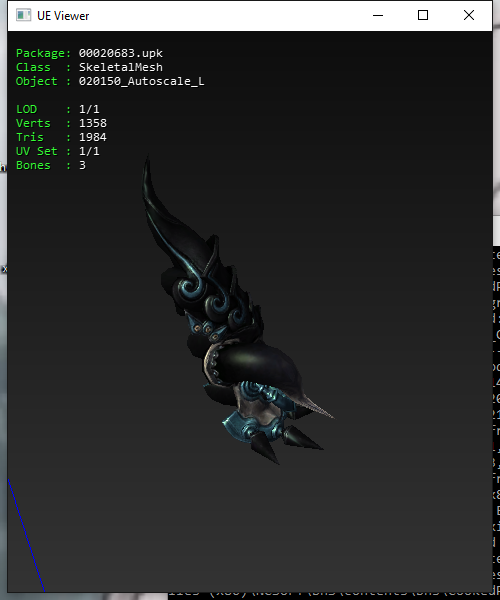 UE Viewer
Package: 00020683.upk
Class : SkeletalMesh
Object : 020150_Autoscale_L
LOD : 1/1
Verts : 1358
Tris : 1984
UV Set : 1/1
Bones : 3